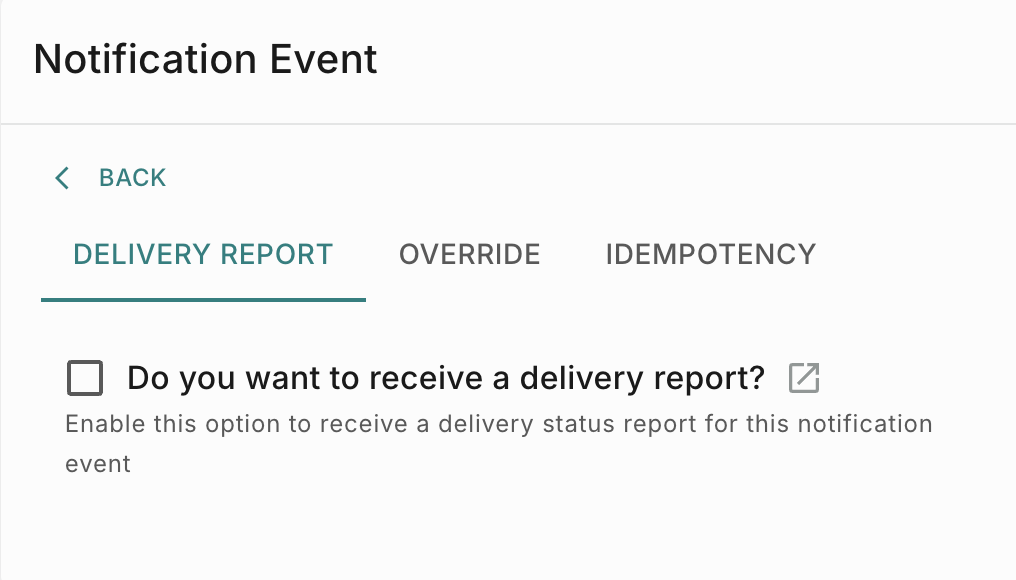 Notification Event
BACK
DELIVERY REPORT OVERRIDE IDEMPOTENCY
Do you want to receive a delivery report?
Enable this option to receive a delivery status report for this notification
event